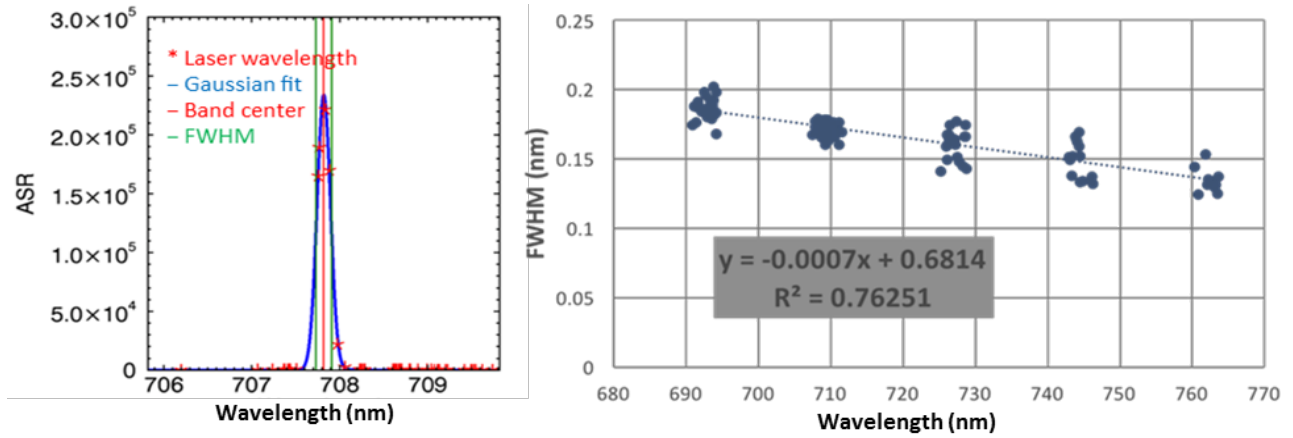 3.0×10⁵
2.5×10⁵
2.0×10⁵
1.5×10⁵
1.0×10⁵
5.0×10⁴
0
ASR
* Laser wavelength
– Gaussian fit
– Band center
– FWHM
706 707 708 709
Wavelength (nm)
0.25
0.2
0.15
0.1
0.05
0
FWHM (nm)
y = -0.0007x + 0.6814
R² = 0.76251
680 690 700 710 720 730 740 750 760 770
Wavelength (nm)